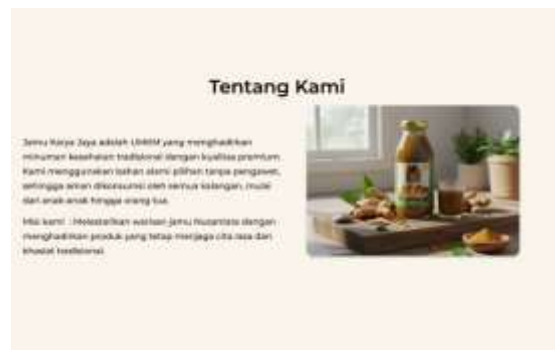 Tentang Kami
Jamu Karya Jaya adalah UMKM yang menghadirkan
minuman kesehatan tradisional dengan kualitas premium.
Kami menggunakan bahan alami pilihan tanpa pengawet,
sehingga aman dikonsumsi oleh semua kalangan, mulai
dari anak-anak hingga orang tua.
Misi kami : Melestarikan warisan jamu Nusantara dengan
menghadirkan produk yang tetap menjaga cita rasa dan
khasiat tradisional.